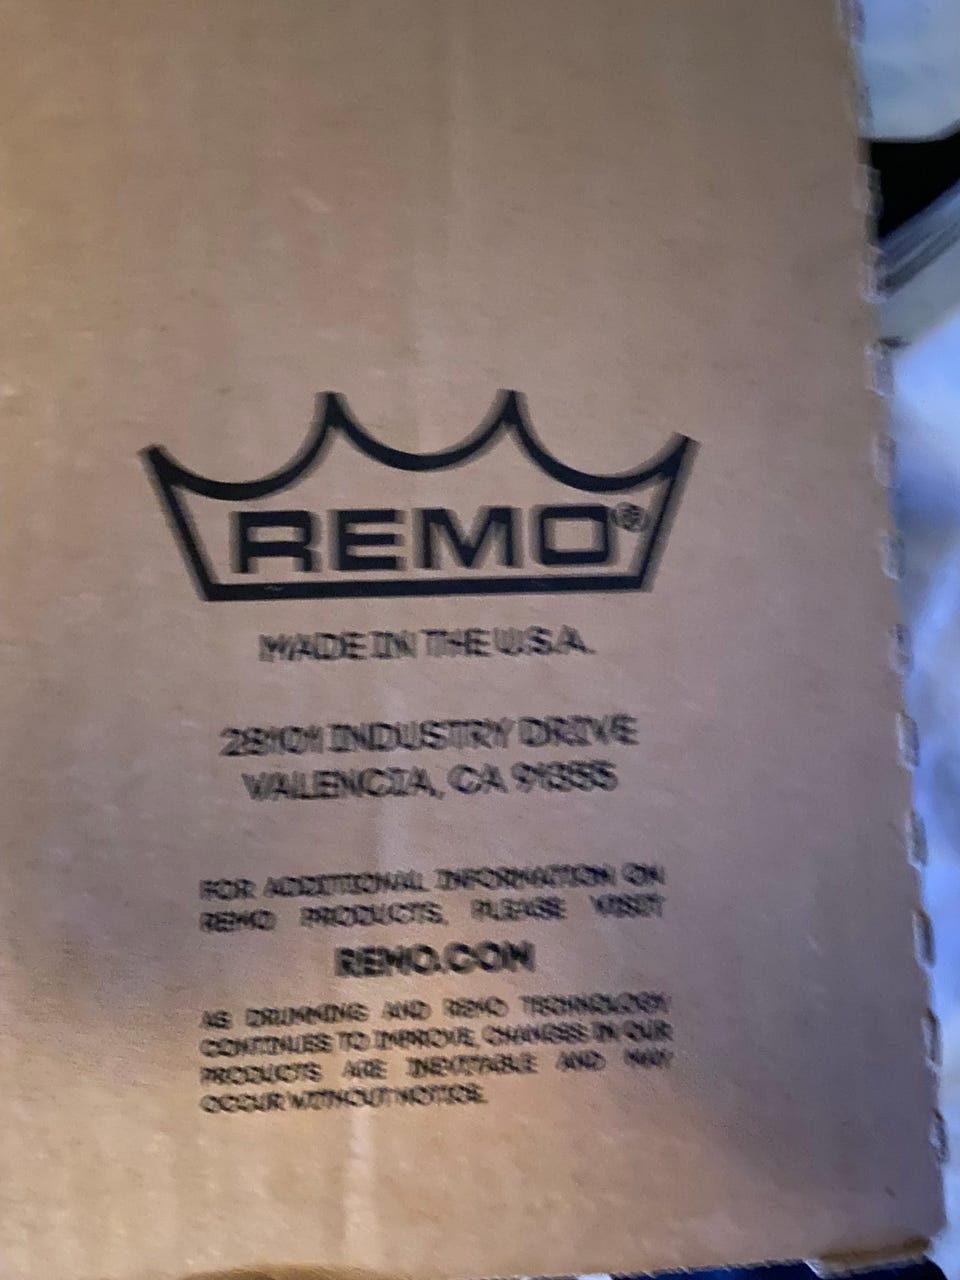 REMO®
MADE IN THE U.S.A.
28101 INDUSTRY DRIVE
VALENCIA, CA 91355
FOR ADDITIONAL INFORMATION ON
REMO PRODUCTS, PLEASE VISIT
REMO.COM
AS DRUMMING AND REMO TECHNOLOGY
CONTINUES TO IMPROVE, CHANGES IN OUR
PRODUCTS ARE INEVITABLE AND MAY
OCCUR WITHOUT NOTICE.